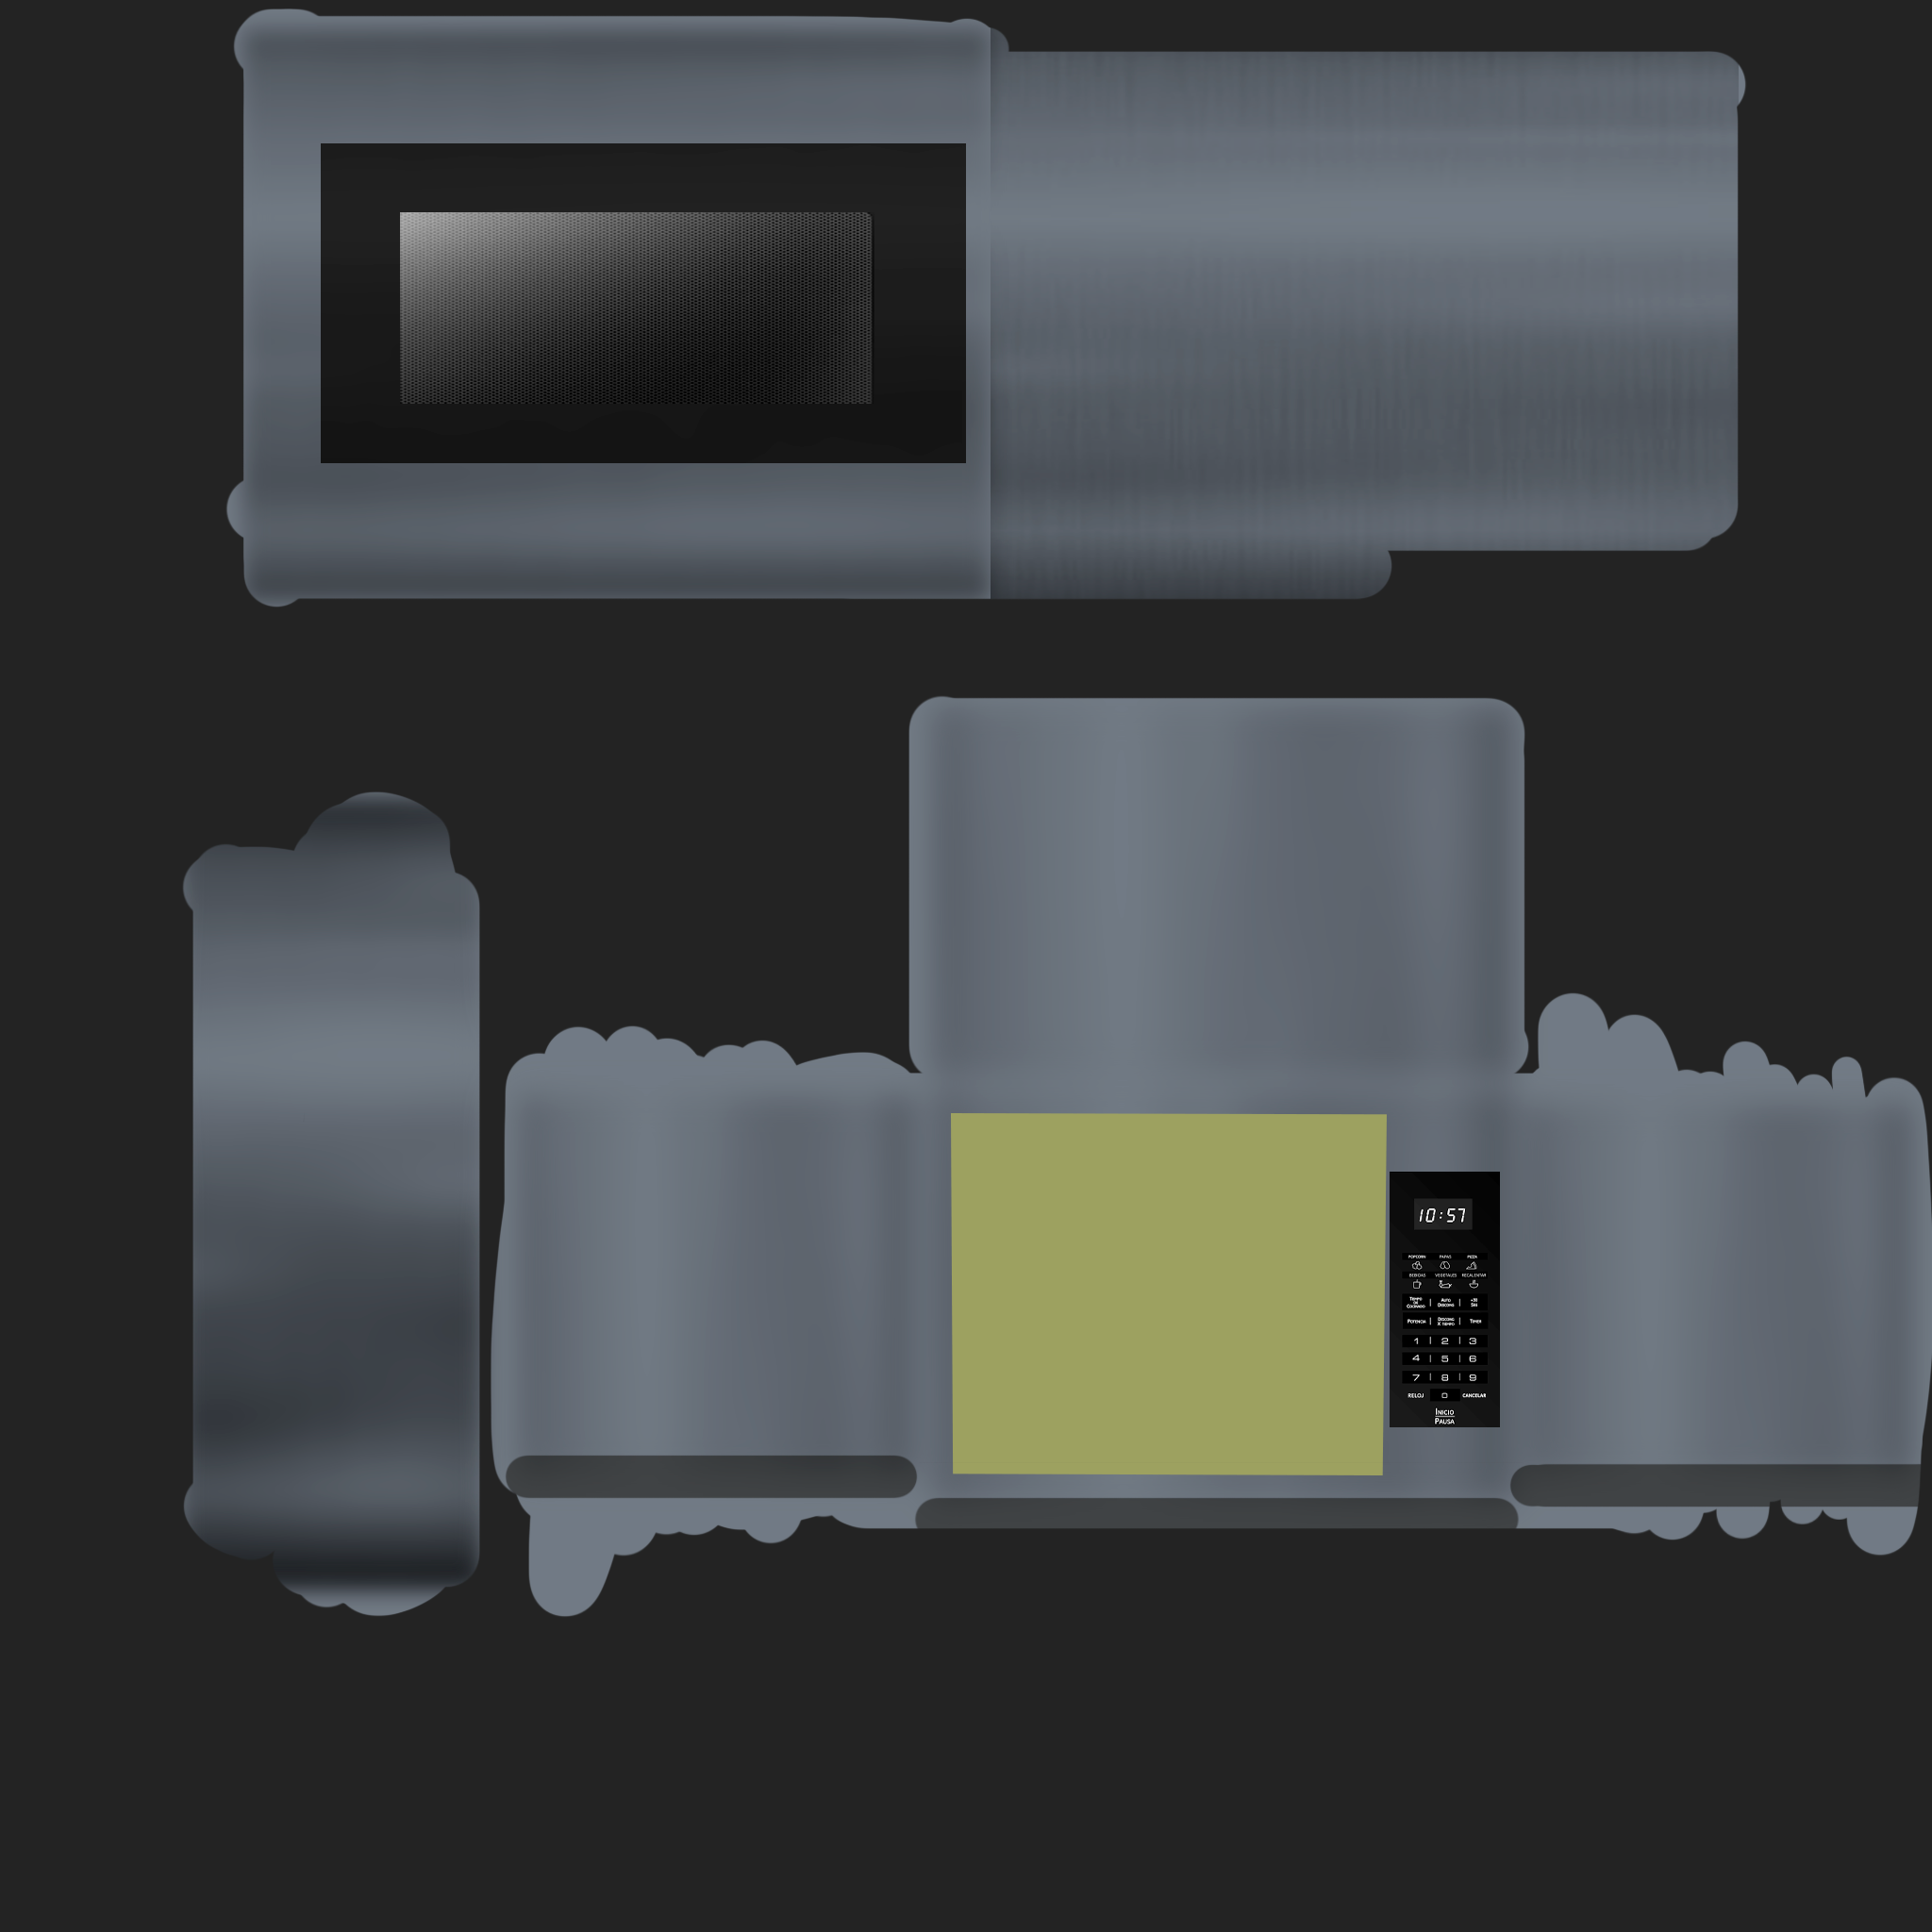 10:57
POPCORN PAPAS PIZZA
BEBIDAS VEGETALES RECALENTAR
TIEMPO DE COCINADO | AUTO DESCONG | +30 SEG
POTENCIA | DESCONG X TIEMPO | TIMER
1 | 2 | 3
4 | 5 | 6
7 | 8 | 9
RELOJ 0 CANCELAR
INICIO
PAUSA